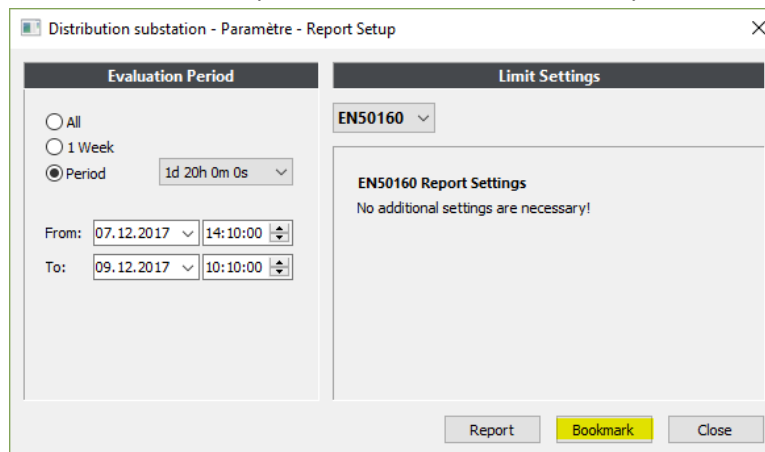 Distribution substation - Paramètre - Report Setup
Evaluation Period
All
1 Week
Period 1d 20h 0m 0s
From: 07.12.2017 14:10:00
To: 09.12.2017 10:10:00
Limit Settings
EN50160
EN50160 Report Settings
No additional settings are necessary!
Report Bookmark Close